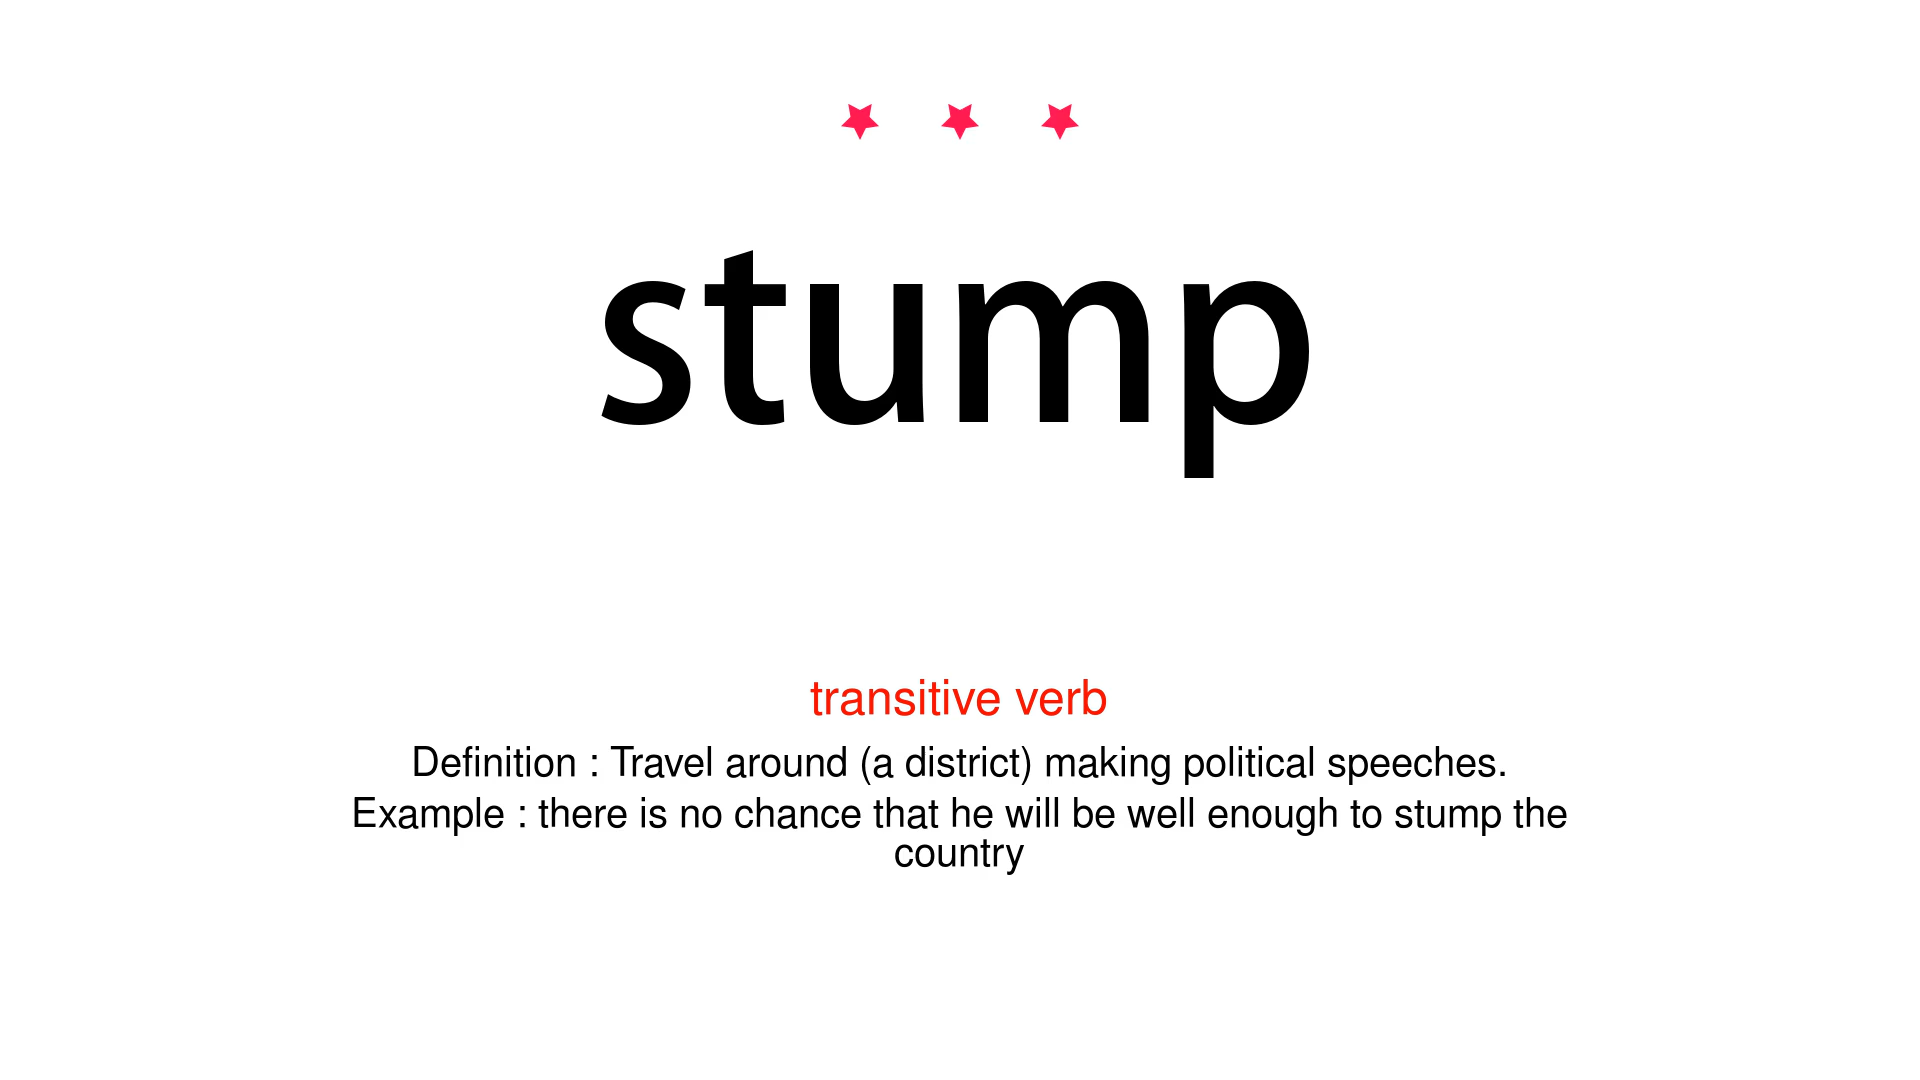 stump
transitive verb
Definition : Travel around (a district) making political speeches.
Example : there is no chance that he will be well enough to stump the
country